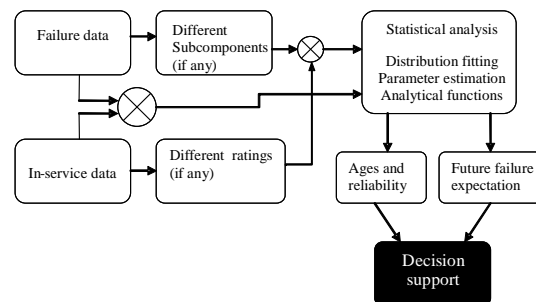 Failure data
Different
Subcomponents
(if any)
Statistical analysis
Distribution fitting
Parameter estimation
Analytical functions
In-service data
Different ratings
(if any)
Ages and
reliability
Future failure
expectation
Decision
support